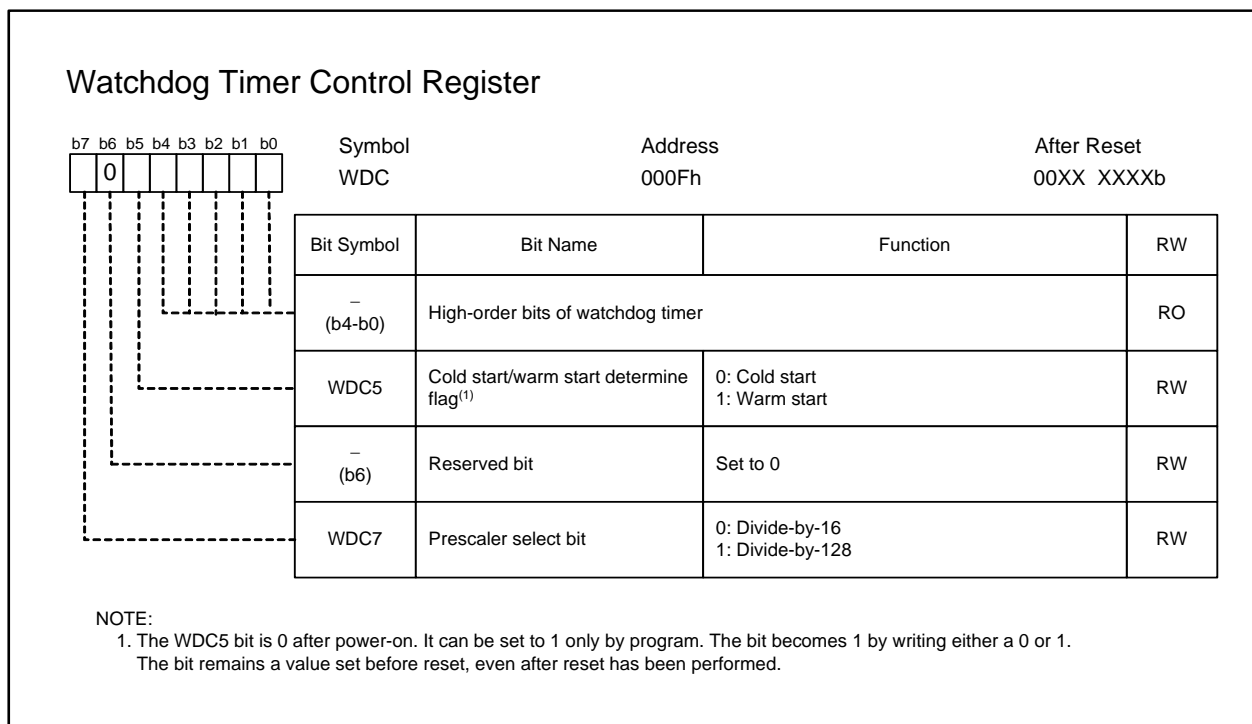 Watchdog Timer Control Register
b7 b6 b5 b4 b3 b2 b1 b0
0
Symbol Address After Reset
WDC 000Fh 00XX XXXXb
Bit Symbol Bit Name Function RW
–
(b4-b0)
High-order bits of watchdog timer
RO
WDC5
Cold start/warm start determine
flag(1)
0: Cold start
1: Warm start
RW
–
(b6)
Reserved bit
Set to 0
RW
WDC7
Prescaler select bit
0: Divide-by-16
1: Divide-by-128
RW
NOTE:
1. The WDC5 bit is 0 after power-on. It can be set to 1 only by program. The bit becomes 1 by writing either a 0 or 1.
The bit remains a value set before reset, even after reset has been performed.